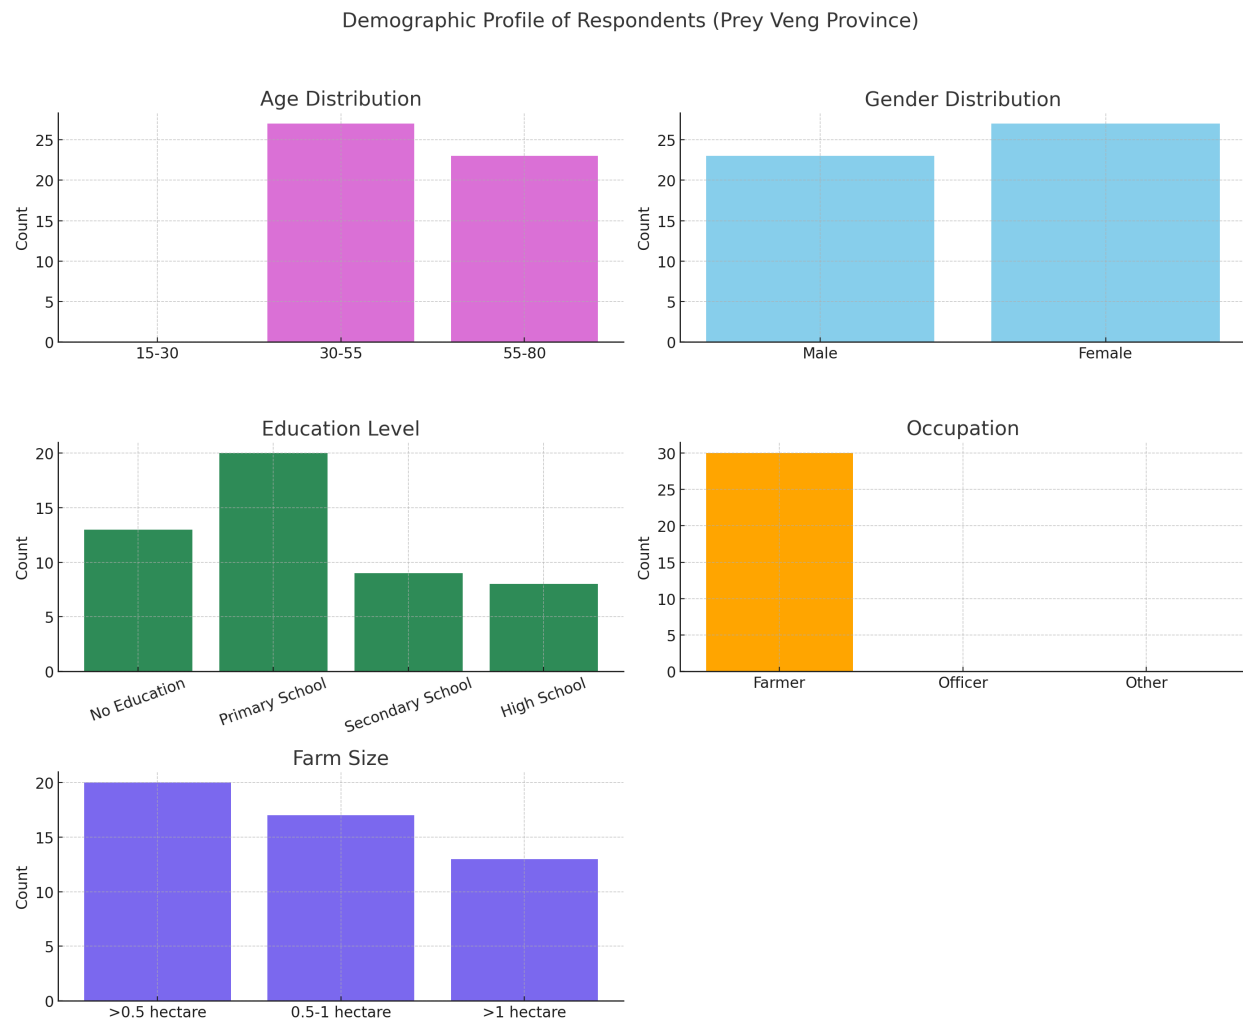 Demographic Profile of Respondents (Prey Veng Province)
Age Distribution
Count
25
20
15
10
5
0
15-30
30-55
55-80
Gender Distribution
Count
25
20
15
10
5
0
Male
Female
Education Level
Count
20
15
10
5
0
No Education
Primary School
Secondary School
High School
Occupation
Count
30
25
20
15
10
5
0
Farmer
Officer
Other
Farm Size
Count
20
15
10
5
0
>0.5 hectare
0.5-1 hectare
>1 hectare